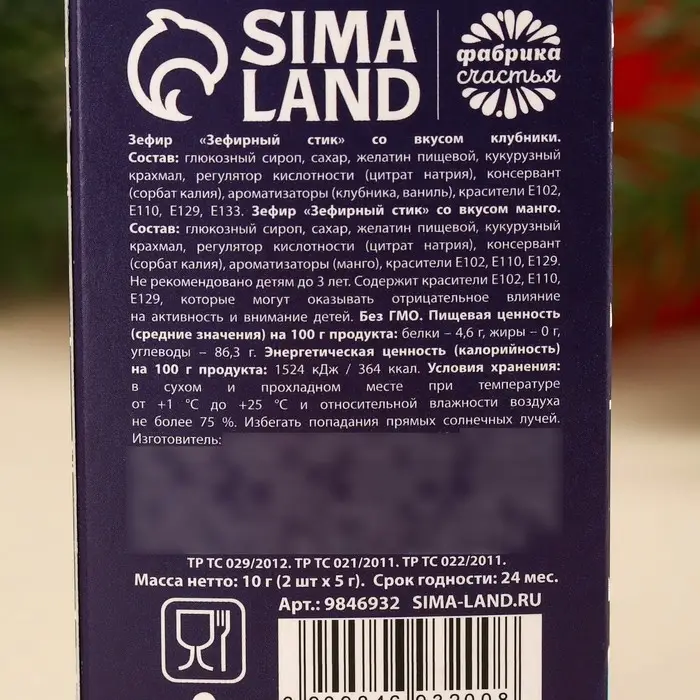 SIMA
LAND
фабрика
счастья
Зефир «Зефирный стик» со вкусом клубники.
Состав: глюкозный сироп, сахар, желатин пищевой, кукурузный
крахмал, регулятор кислотности (цитрат натрия), консервант
(сорбат калия), ароматизаторы (клубника, ваниль), красители Е102,
Е110, Е129, Е133. Зефир «Зефирный стик» со вкусом манго.
Состав: глюкозный сироп, сахар, желатин пищевой, кукурузный
крахмал, регулятор кислотности (цитрат натрия), консервант
(сорбат калия), ароматизаторы (манго), красители Е102, Е110, Е129.
Не рекомендовано детям до 3 лет. Содержит красители Е102, Е110,
Е129, которые могут оказывать отрицательное влияние
на активность и внимание детей. Без ГМО. Пищевая ценность
(средние значения) на 100 г продукта: белки – 4,6 г, жиры – 0 г,
углеводы – 86,3 г. Энергетическая ценность (калорийность)
на 100 г продукта: 1524 кДж / 364 ккал. Условия хранения:
в сухом и прохладном месте при температуре
от +1 °С до +25 °С и относительной влажности воздуха
не более 75 %. Избегать попадания прямых солнечных лучей.
Изготовитель:
ТР ТС 029/2012. ТР ТС 021/2011. ТР ТС 022/2011.
Масса нетто: 10 г (2 шт х 5 г). Срок годности: 24 мес.
Арт.: 9846932 SIMA-LAND.RU